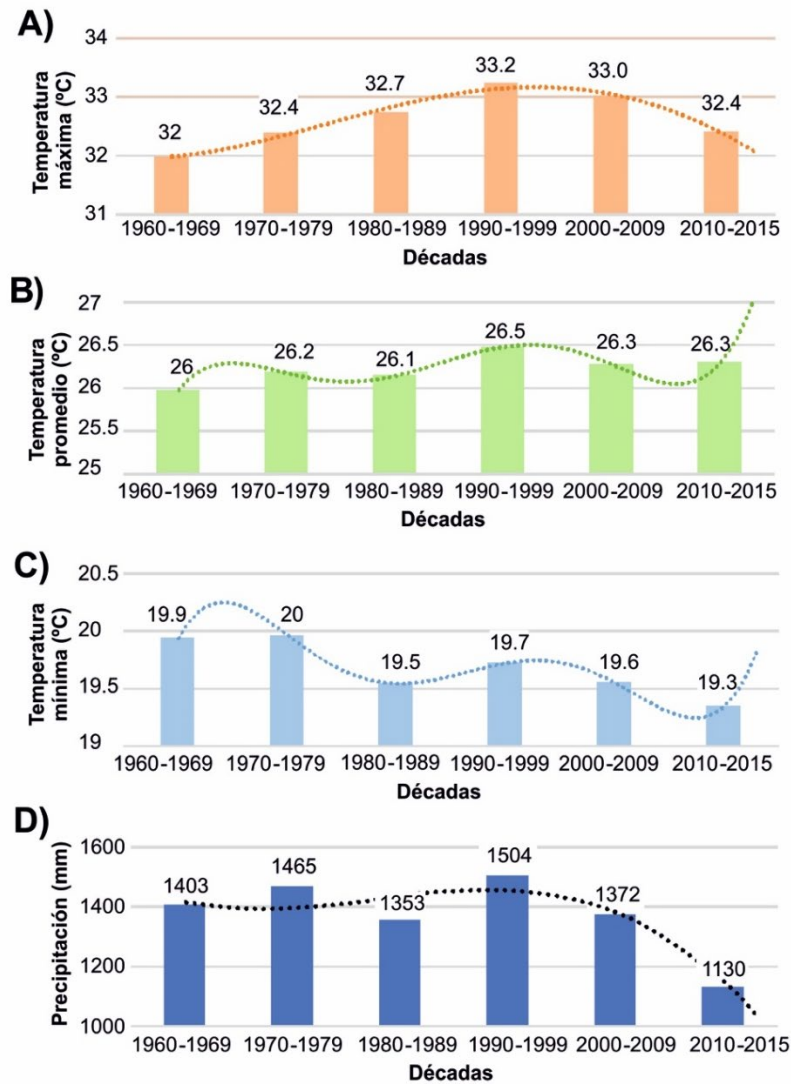 A)
Temperatura
máxima (ºC)
34
33
32
31
32
32.4
32.7
33.2
33.0
32.4
1960-1969 1970-1979 1980-1989 1990-1999 2000-2009 2010-2015
Décadas
B)
Temperatura
promedio (ºC)
27
26.5
26
25.5
25
26
26.2
26.1
26.5
26.3
26.3
1960-1969 1970-1979 1980-1989 1990-1999 2000-2009 2010-2015
Décadas
C)
Temperatura
mínima (ºC)
20.5
20
19.5
19
19.9
20
19.5
19.7
19.6
19.3
1960-1969 1970-1979 1980-1989 1990-1999 2000-2009 2010-2015
Décadas
D)
Precipitación (mm)
1600
1400
1200
1000
1403
1465
1353
1504
1372
1130
1960-1969 1970-1979 1980-1989 1990-1999 2000-2009 2010-2015
Décadas